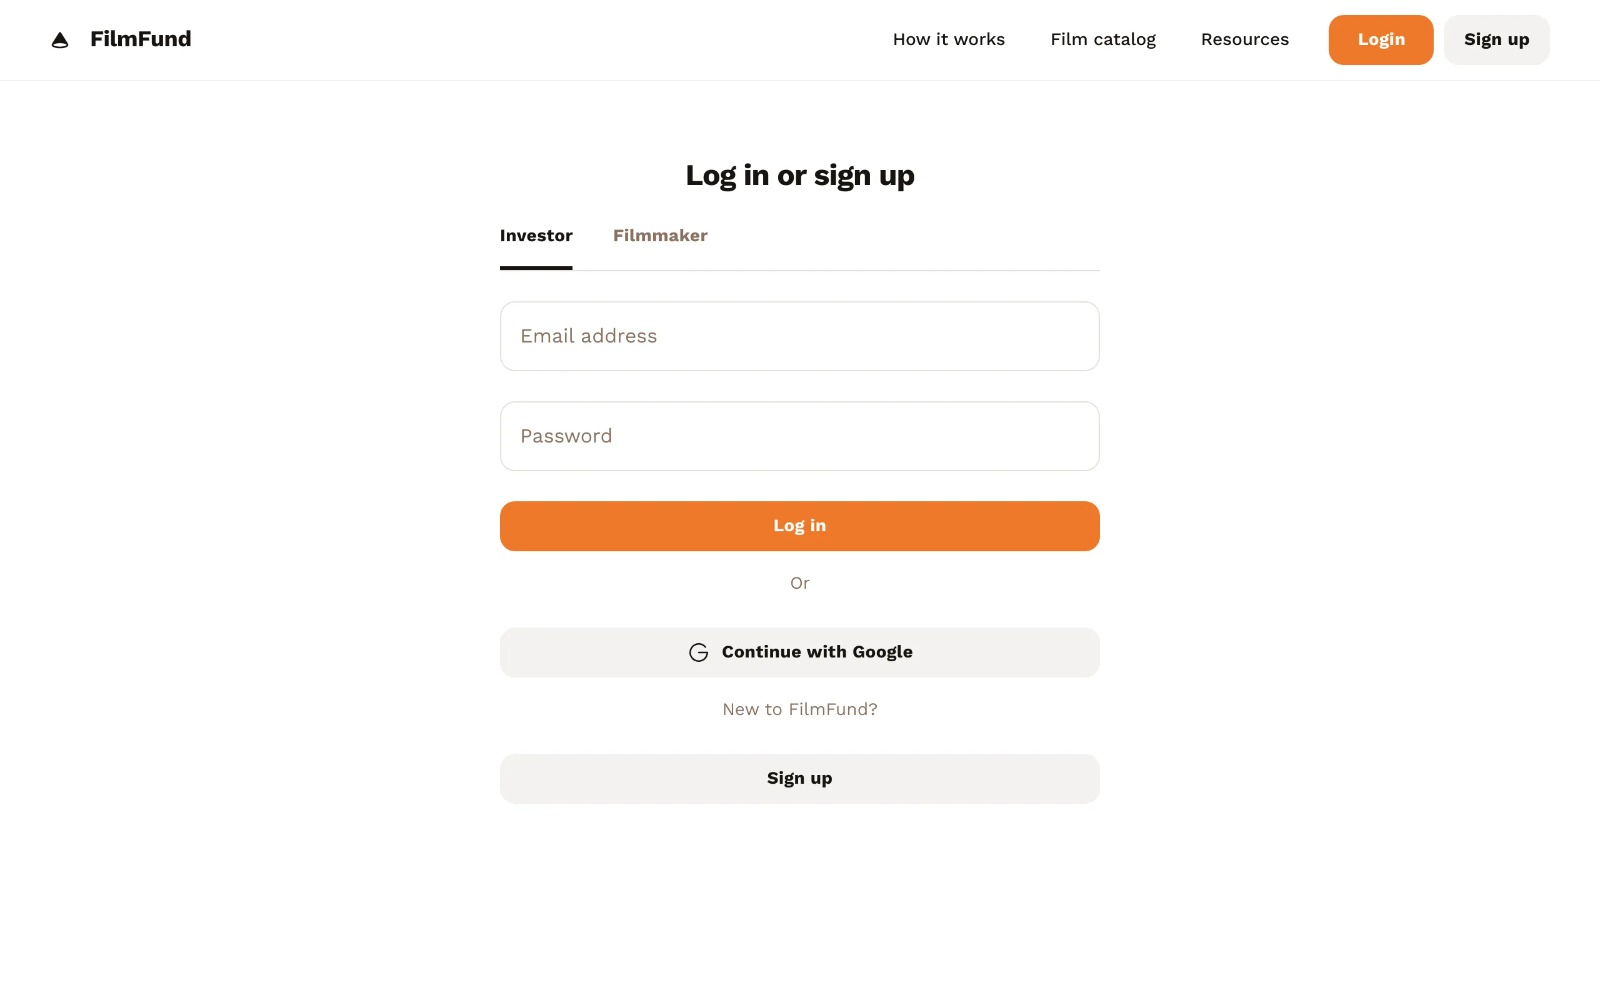 FilmFund
How it works
Film catalog
Resources
Login
Sign up
Log in or sign up
Investor
Filmmaker
Email address
Password
Log in
Or
Continue with Google
New to FilmFund?
Sign up